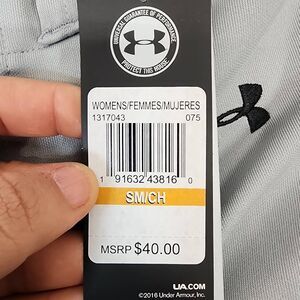 UNIVERSAL GUARANTEE OF PERFORMANCE
PROTECT THIS HOUSE
WOMENS/FEMMES/MUJERES
1317043 075
1 91632 43816 0
SM/CH
MSRP $40.00
UA.COM
©2016 Under Armour, Inc.